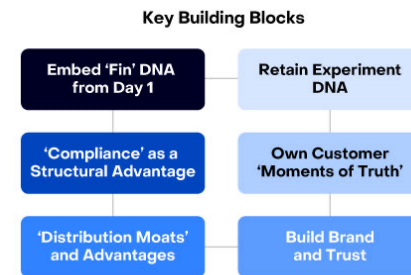 Key Building Blocks
Embed ‘Fin’ DNA
from Day 1
Retain Experiment
DNA
‘Compliance’ as a
Structural Advantage
Own Customer
‘Moments of Truth’
‘Distribution Moats’
and Advantages
Build Brand
and Trust